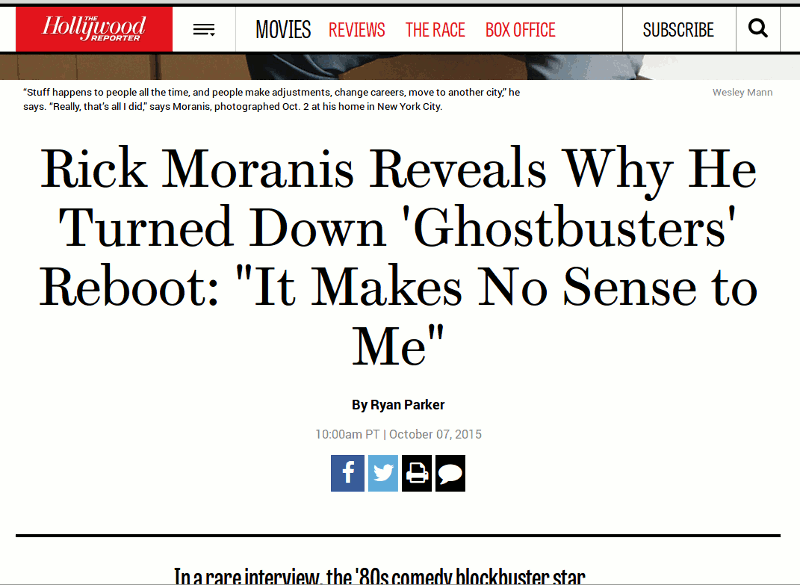 THE
Hollywood
REPORTER
MOVIES REVIEWS THE RACE BOX OFFICE SUBSCRIBE
“Stuff happens to people all the time, and people make adjustments, change careers, move to another city,” he
says. “Really, that’s all I did,” says Moranis, photographed Oct. 2 at his home in New York City.
Wesley Mann
Rick Moranis Reveals Why He
Turned Down 'Ghostbusters'
Reboot: "It Makes No Sense to
Me"
By Ryan Parker
10:00am PT | October 07, 2015
In a rare interview, the '80s comedy blockbuster star